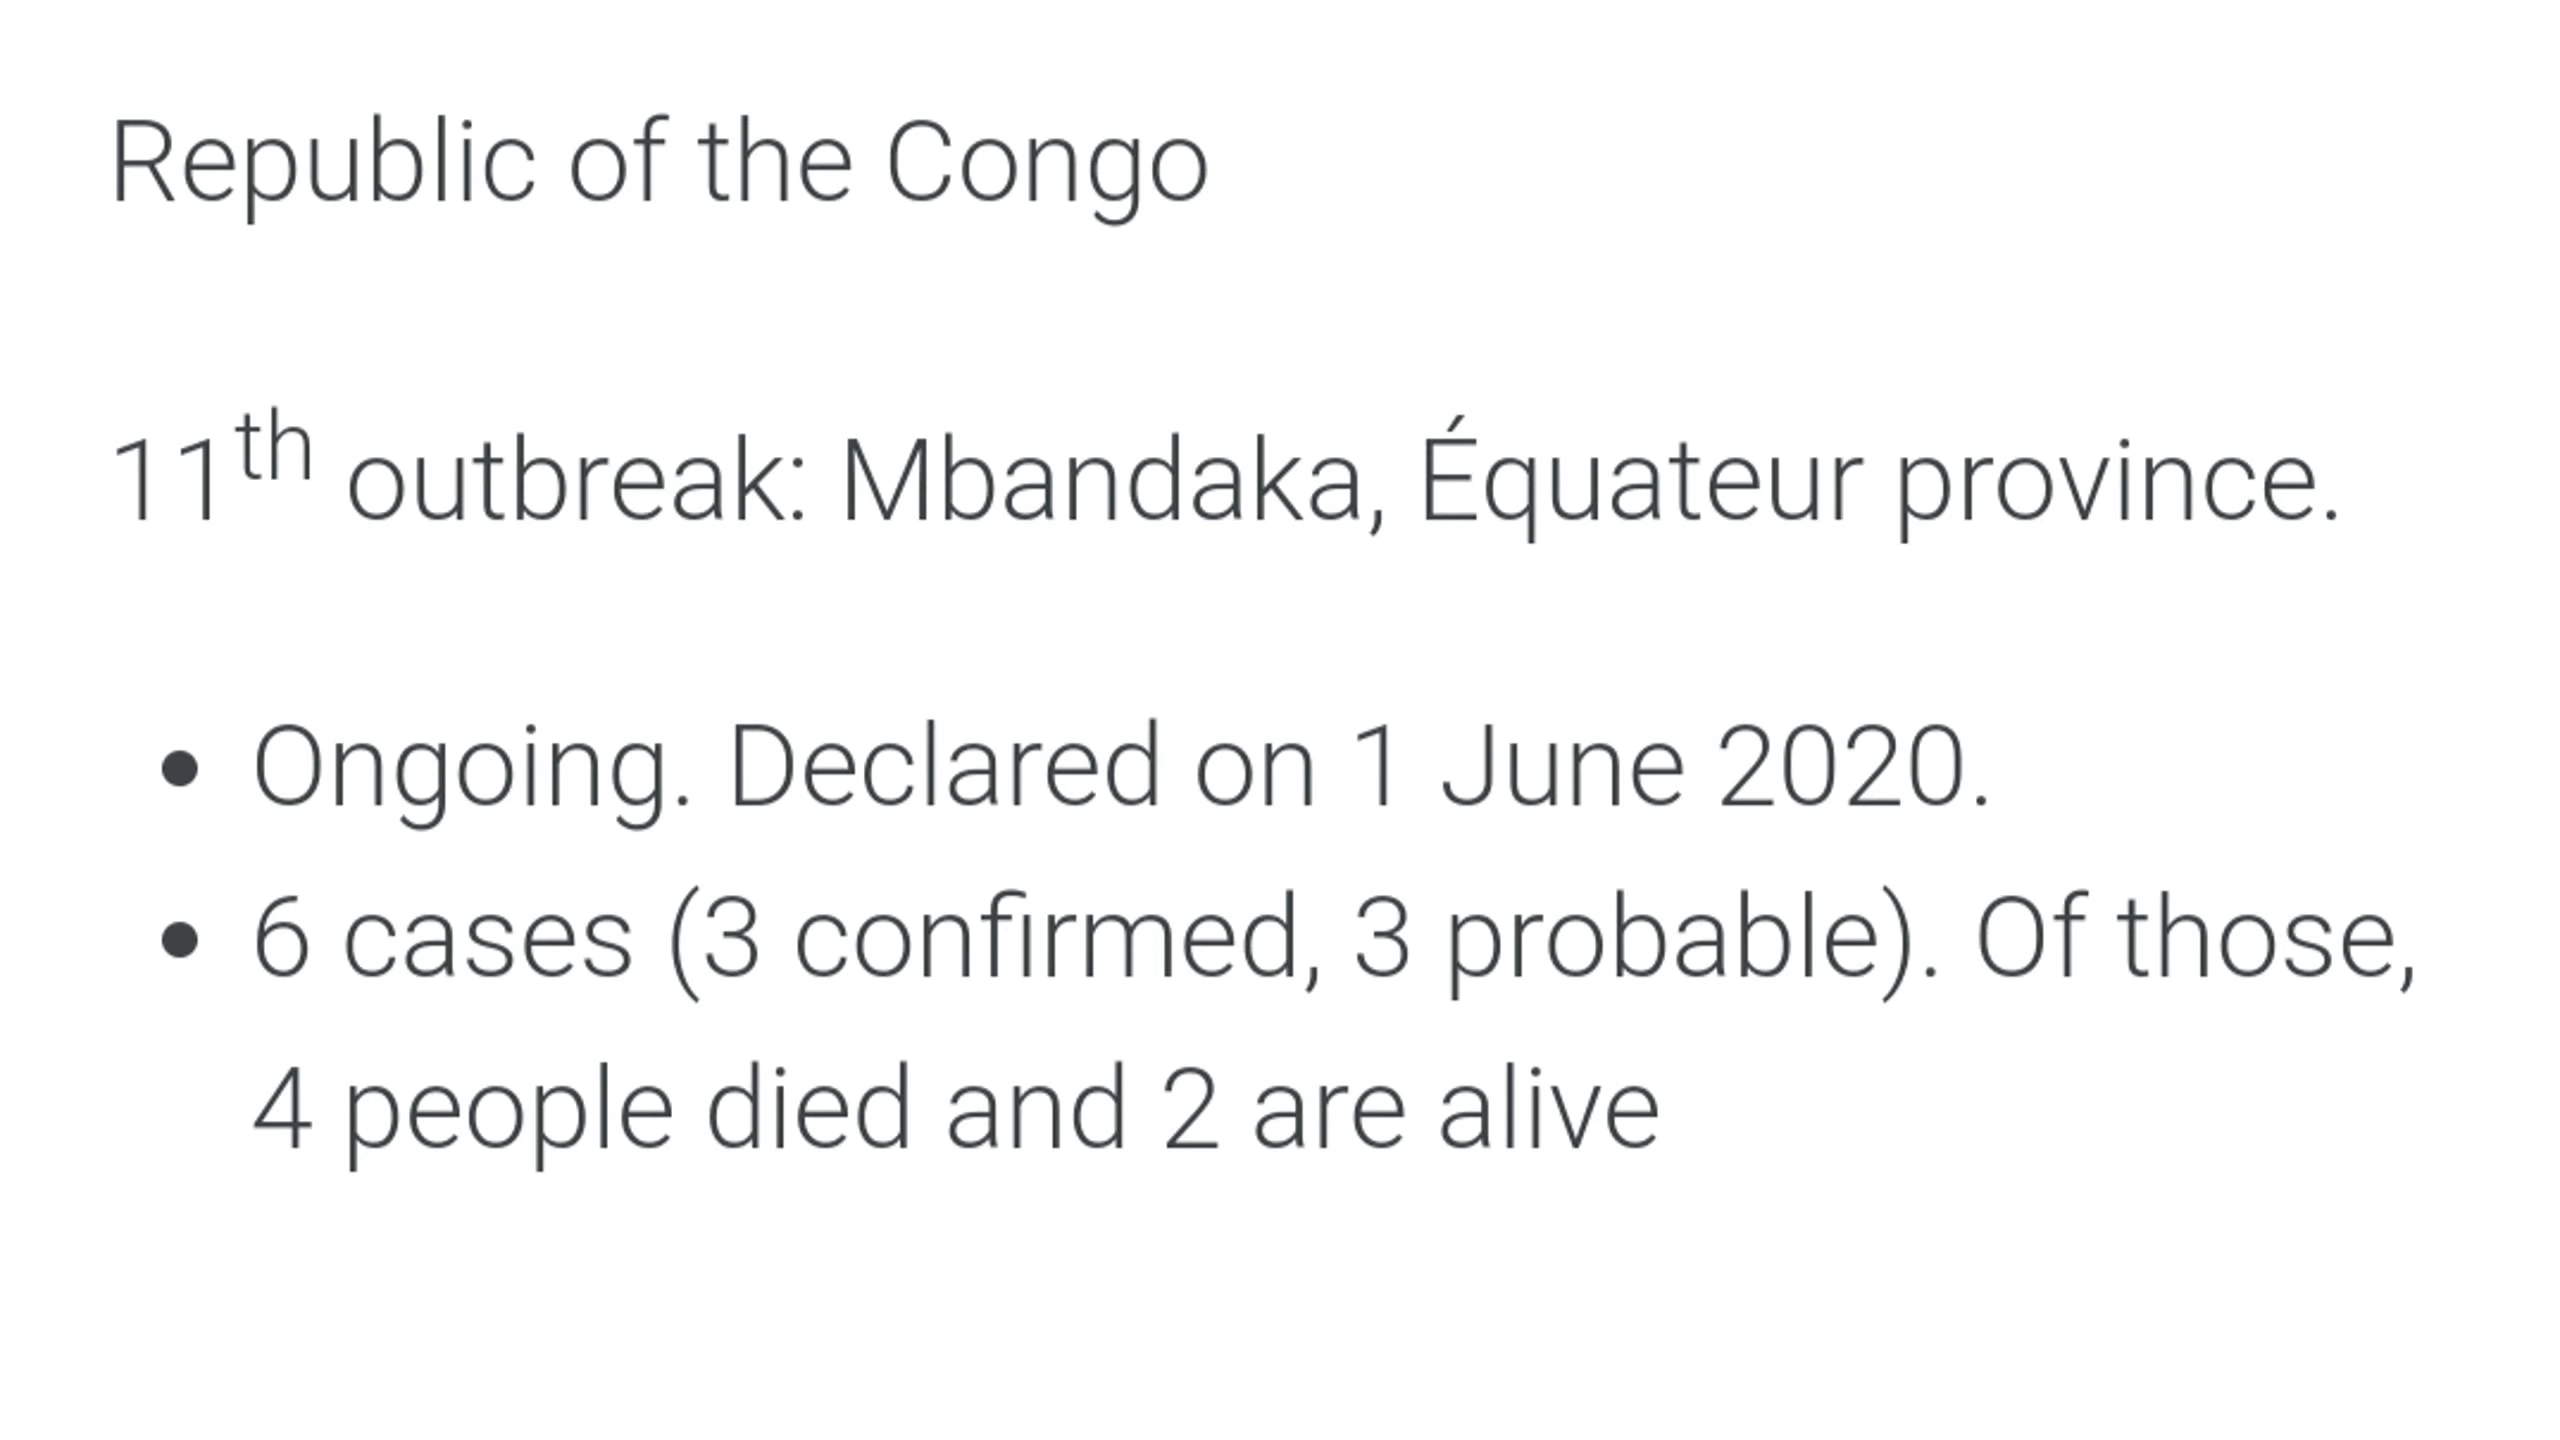 Republic of the Congo
11th outbreak: Mbandaka, Équateur province.
• Ongoing. Declared on 1 June 2020.
• 6 cases (3 confirmed, 3 probable). Of those,
4 people died and 2 are alive